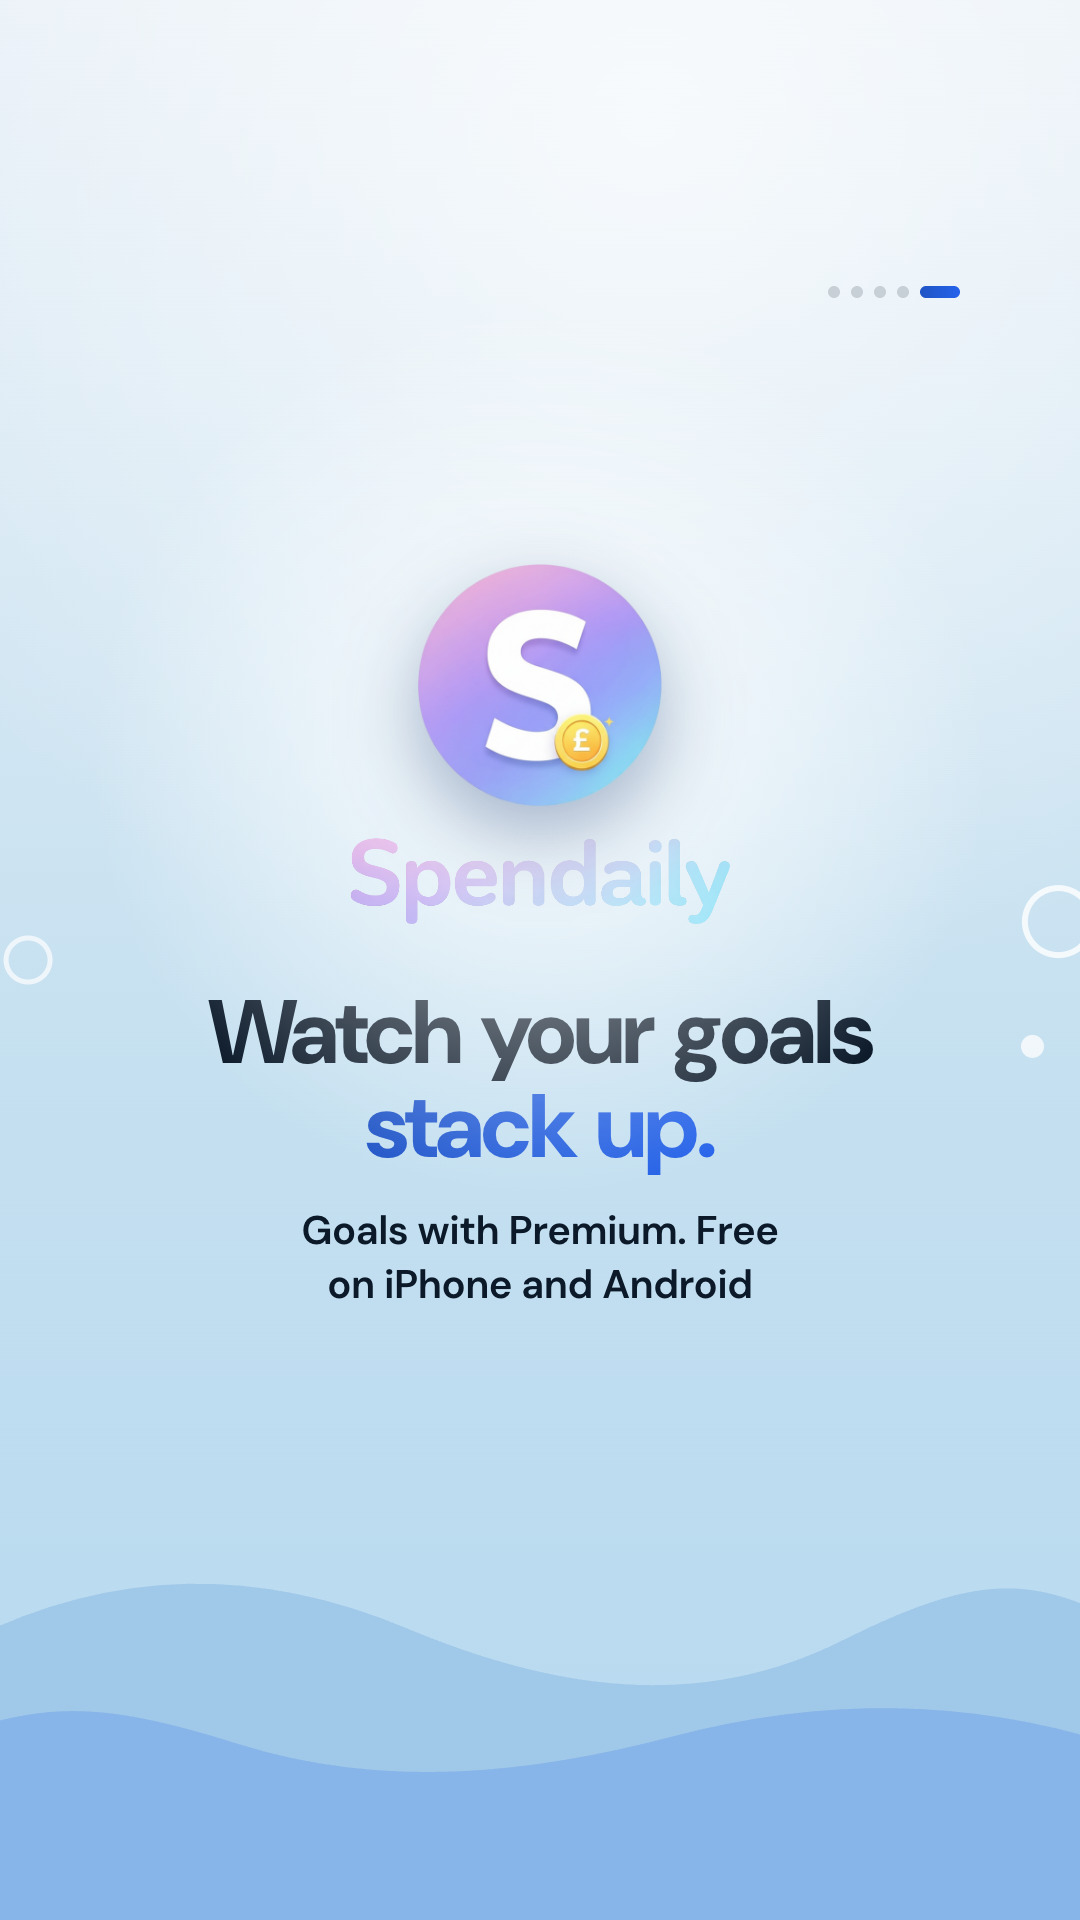 S
£
Spendaily
Watch your goals
stack up.
Goals with Premium. Free
on iPhone and Android